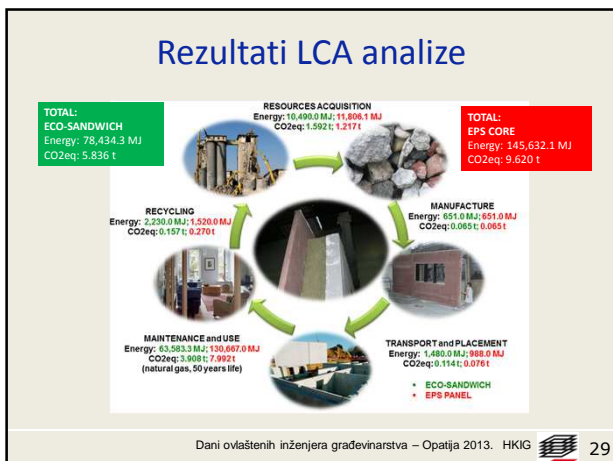 Rezultati LCA analize
TOTAL:
ECO-SANDWICH
Energy: 78,434.3 MJ
CO2eq: 5.836 t
RESOURCES ACQUISITION
Energy: 10,490.0 MJ; 11,806.1 MJ
CO2eq: 1.592 t; 1.217 t
TOTAL:
EPS CORE
Energy: 145,632.1 MJ
CO2eq: 9.620 t
RECYCLING
Energy: 2,230.0 MJ; 1,520.0 MJ
CO2eq: 0.157 t; 0.270 t
MANUFACTURE
Energy: 651.0 MJ; 651.0 MJ
CO2eq: 0.065 t; 0.065 t
MAINTENANCE and USE
Energy: 63,583.3 MJ; 130,667.0 MJ
CO2eq: 3.908 t; 7.992 t
(natural gas, 50 years life)
TRANSPORT and PLACEMENT
Energy: 1,480.0 MJ; 988.0 MJ
CO2eq: 0.114 t; 0.076 t
• ECO-SANDWICH
• EPS PANEL
Dani ovlaštenih inženjera građevinarstva – Opatija 2013. HKIG 29